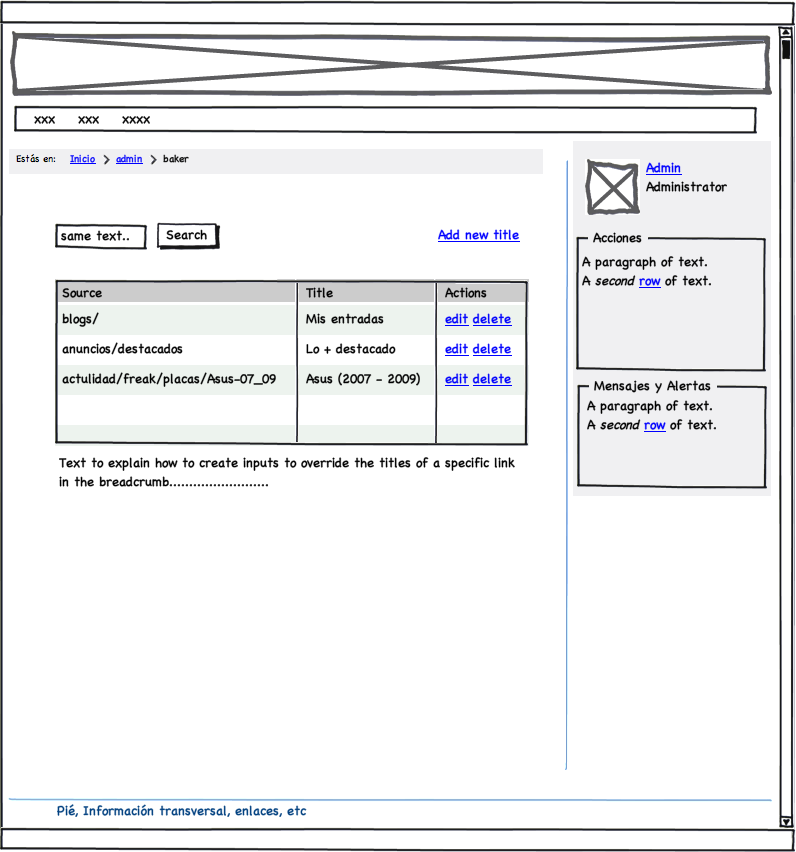 xxx xxx xxxx
Estás en: Inicio > admin > baker
same text.. Search Add new title
Source Title Actions
blogs/ Mis entradas edit delete
anuncios/destacados Lo + destacado edit delete
actulidad/freak/placas/Asus-07_09 Asus (2007 - 2009) edit delete
Text to explain how to create inputs to override the titles of a specific link
in the breadcrumb.........................
Admin
Administrator
Acciones
A paragraph of text.
A second row of text.
Mensajes y Alertas
A paragraph of text.
A second row of text.
Pié, Información transversal, enlaces, etc